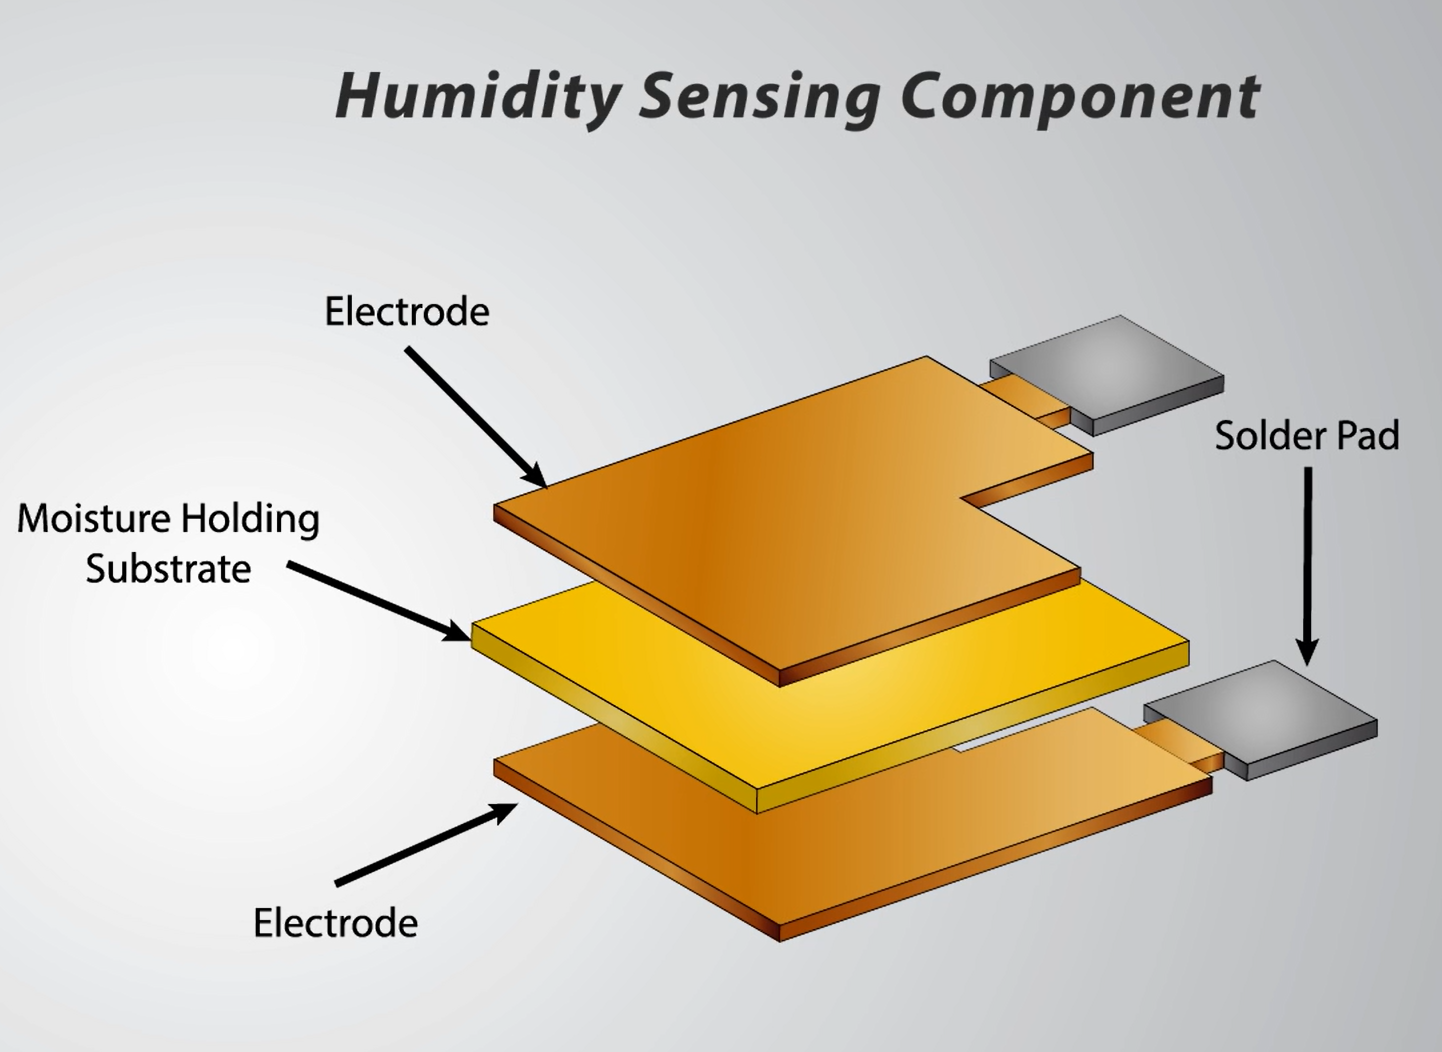 Humidity Sensing Component
Electrode
Solder Pad
Moisture Holding
Substrate
Electrode